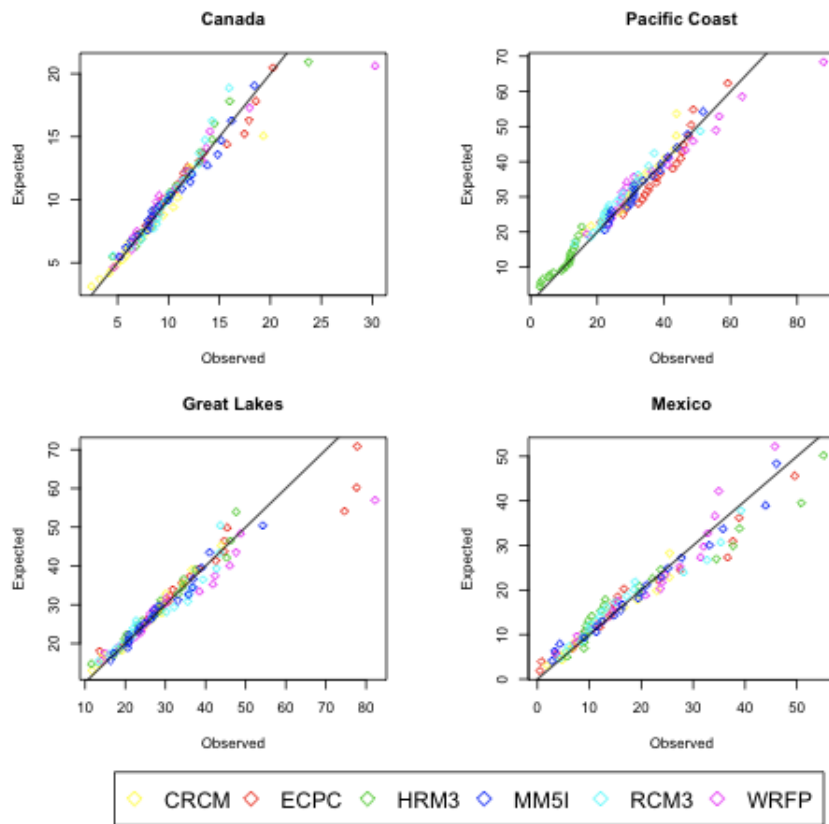 Canada
Pacific Coast
Expected
20
15
10
5
5 10 15 20 25 30
Observed
Expected
70
60
50
40
30
20
10
0 20 40 60 80
Observed
Great Lakes
Mexico
Expected
70
60
50
40
30
20
10 20 30 40 50 60 70 80
Observed
Expected
50
40
30
20
10
0
0 10 20 30 40 50
Observed
CRCM ECPC HRM3 MM5I RCM3 WRFP